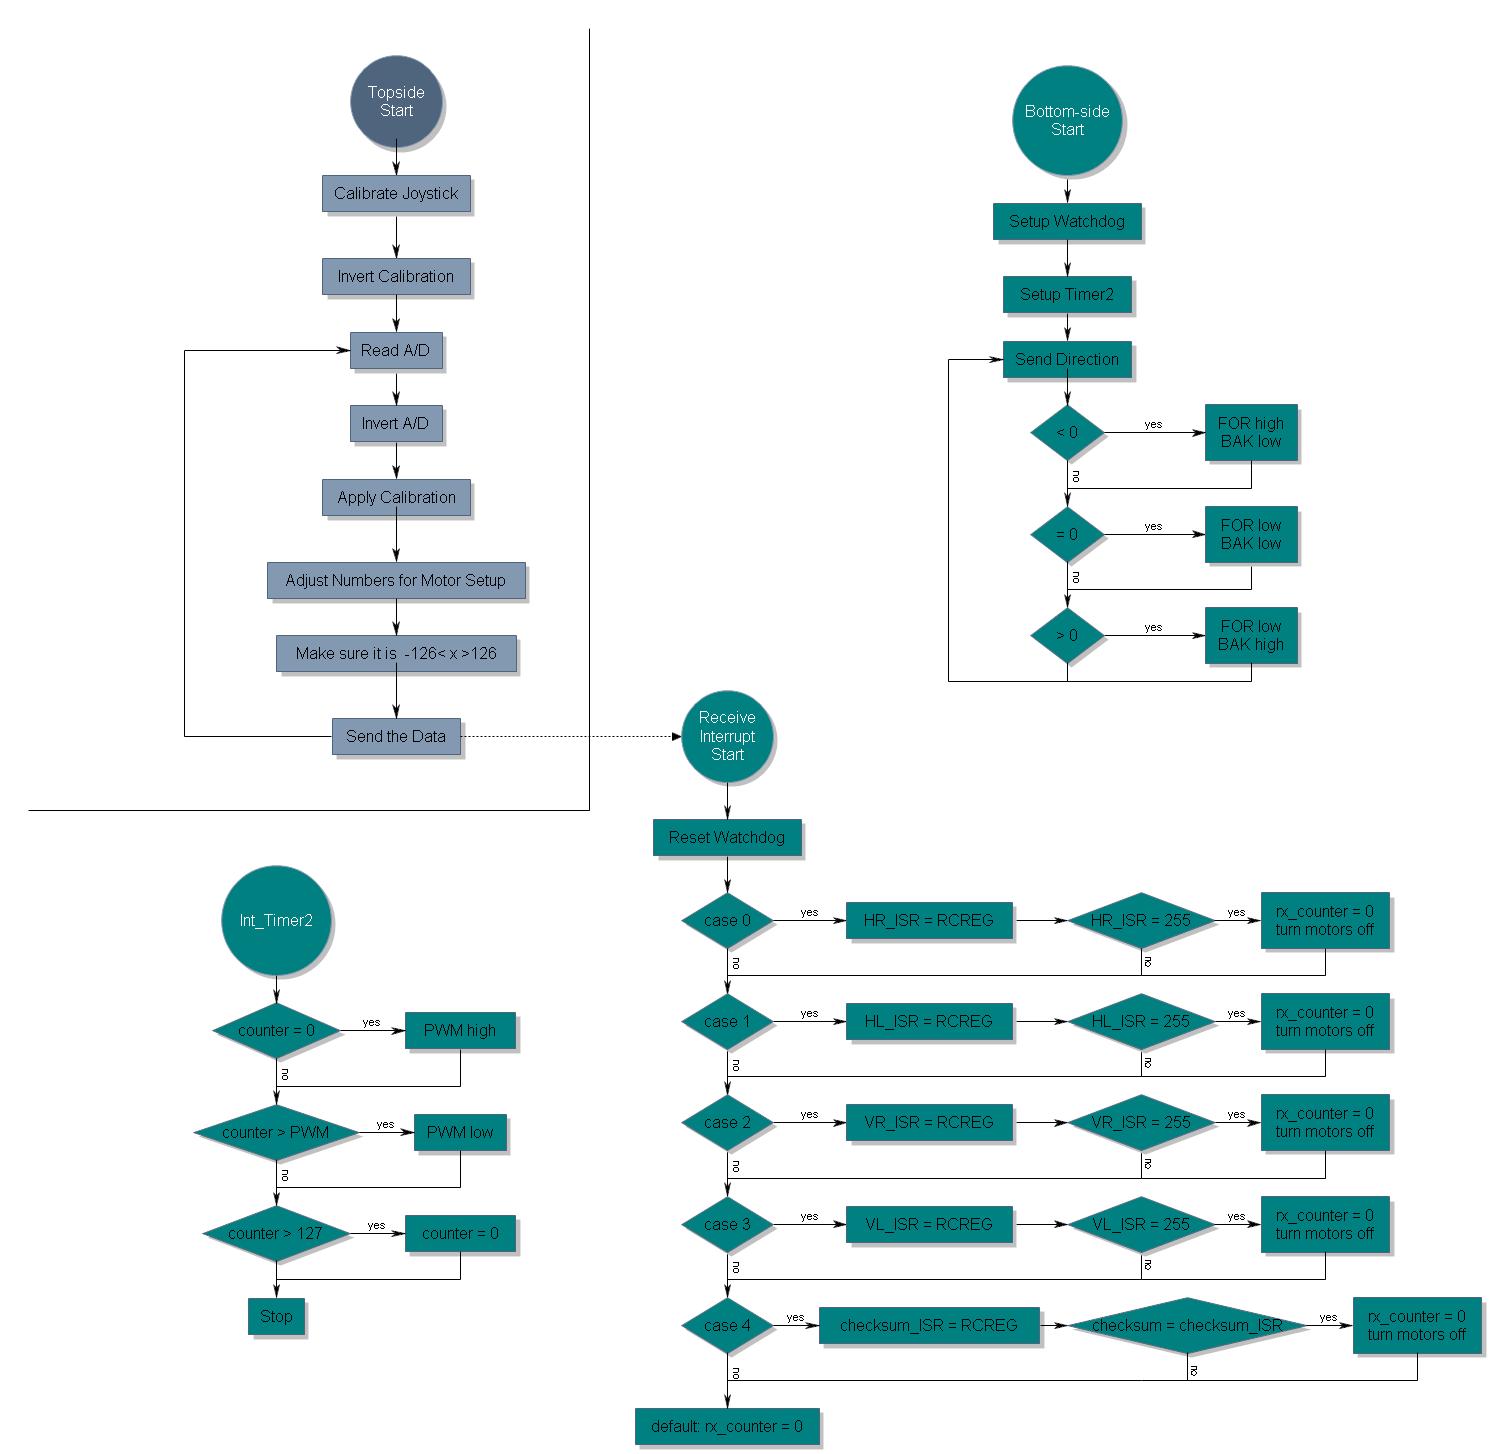 Topside
Start
Calibrate Joystick
Invert Calibration
Read A/D
Invert A/D
Apply Calibration
Adjust Numbers for Motor Setup
Make sure it is -126< x >126
Send the Data
Bottom-side
Start
Setup Watchdog
Setup Timer2
Send Direction
< 0
yes
FOR high
BAK low
no
= 0
yes
FOR low
BAK low
no
> 0
yes
FOR low
BAK high
Receive
Interrupt
Start
Reset Watchdog
case 0
yes
HR_ISR = RCREG
HR_ISR = 255
yes
rx_counter = 0
turn motors off
no
no
case 1
yes
HL_ISR = RCREG
HL_ISR = 255
yes
rx_counter = 0
turn motors off
no
no
case 2
yes
VR_ISR = RCREG
VR_ISR = 255
yes
rx_counter = 0
turn motors off
no
no
case 3
yes
VL_ISR = RCREG
VL_ISR = 255
yes
rx_counter = 0
turn motors off
no
no
case 4
yes
checksum_ISR = RCREG
checksum = checksum_ISR
yes
rx_counter = 0
turn motors off
no
no
default: rx_counter = 0
Int_Timer2
counter = 0
yes
PWM high
no
counter > PWM
yes
PWM low
no
counter > 127
yes
counter = 0
Stop